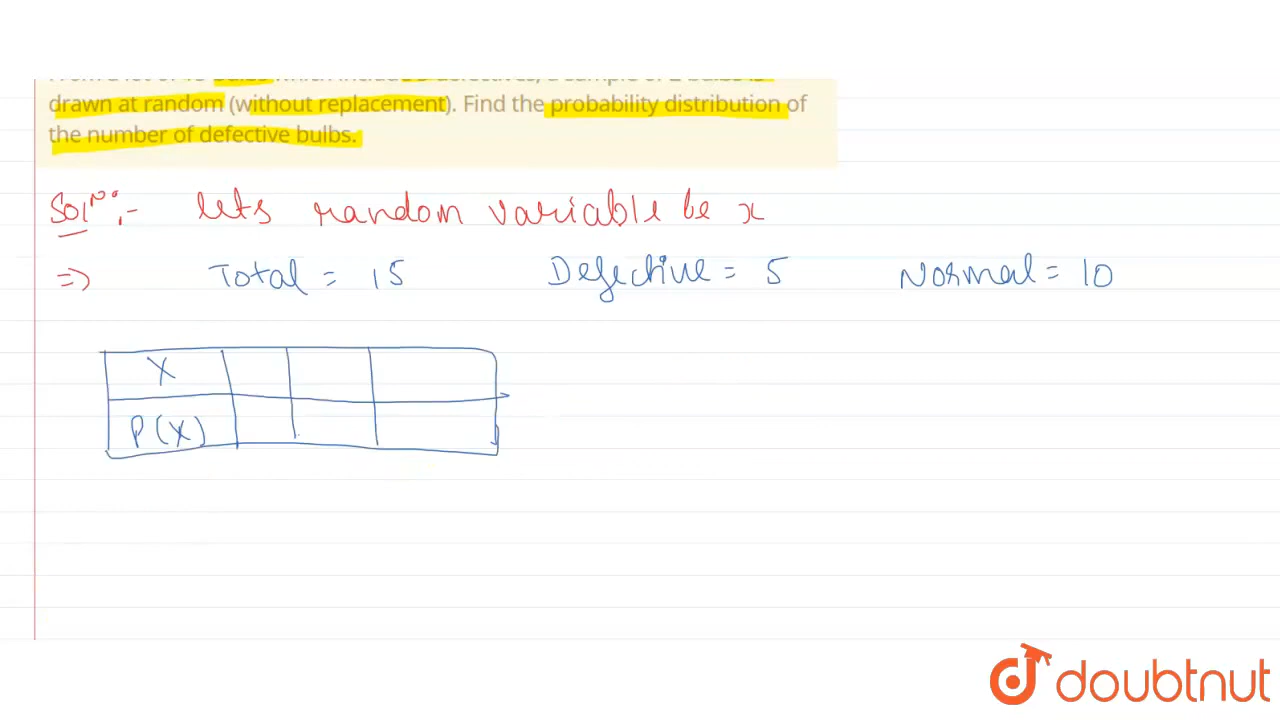 drawn at random (without replacement). Find the probability distribution of
the number of defective bulbs.
Solⁿ:- lets random variable be x
=> Total = 15 Defective = 5 Normal = 10
X
P(X)
doubtnut